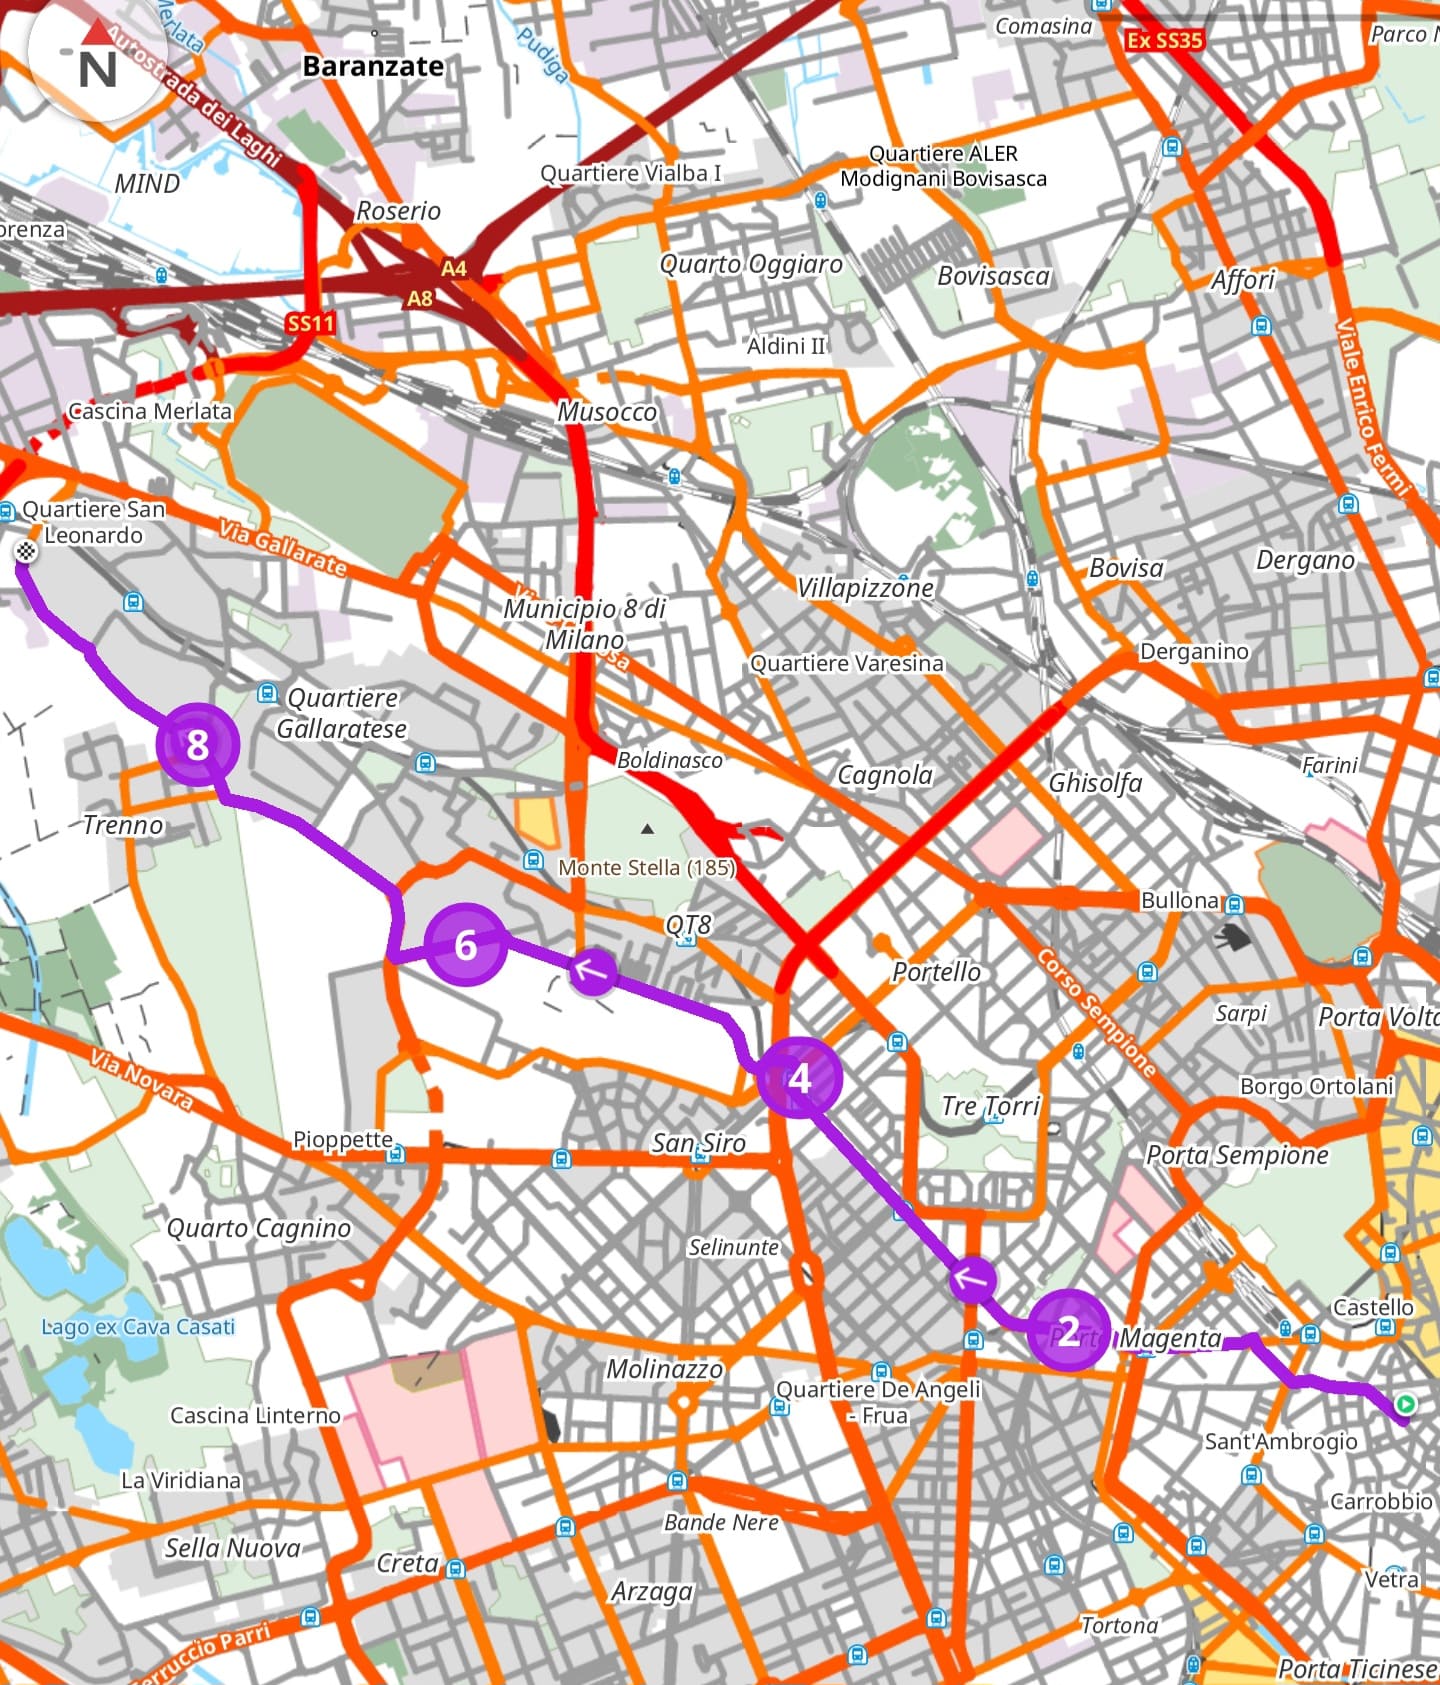 Comasina
Ex SS35
Parco N
Merlata
Autostrada dei Laghi
N
Baranzate
Pudiga
MIND
Quartiere Vialba I
Quartiere ALER
Modignani Bovisasca
Roserio
orenza
A4
A8
Quarto Oggiaro
Bovisasca
Affori
SS11
Aldini II
Viale Enrico Fermi
Cascina Merlata
Musocco
Quartiere San
Leonardo
Via Gallarate
Villapizzone
Bovisa
Dergano
Municipio 8 di
Milano
Quartiere Varesina
Derganino
Quartiere
Gallaratese
8
Boldinasco
Cagnola
Ghisolfa
Farini
Trenno
Monte Stella (185)
Bullona
6
QT8
Portello
Corso Sempione
Sarpi
Porta Volta
Via Novara
4
Borgo Ortolani
Tre Torri
Pioppette
San Siro
Porta Sempione
Quarto Cagnino
Selinunte
Lago ex Cava Casati
2
Magenta
Castello
Molinazzo
Quartiere De Angeli
- Frua
Cascina Linterno
Sant'Ambrogio
La Viridiana
Carrobbio
Bande Nere
Sella Nuova
Creta
Arzaga
Vetra
Tortona
erruccio Parri
Porta Ticinese